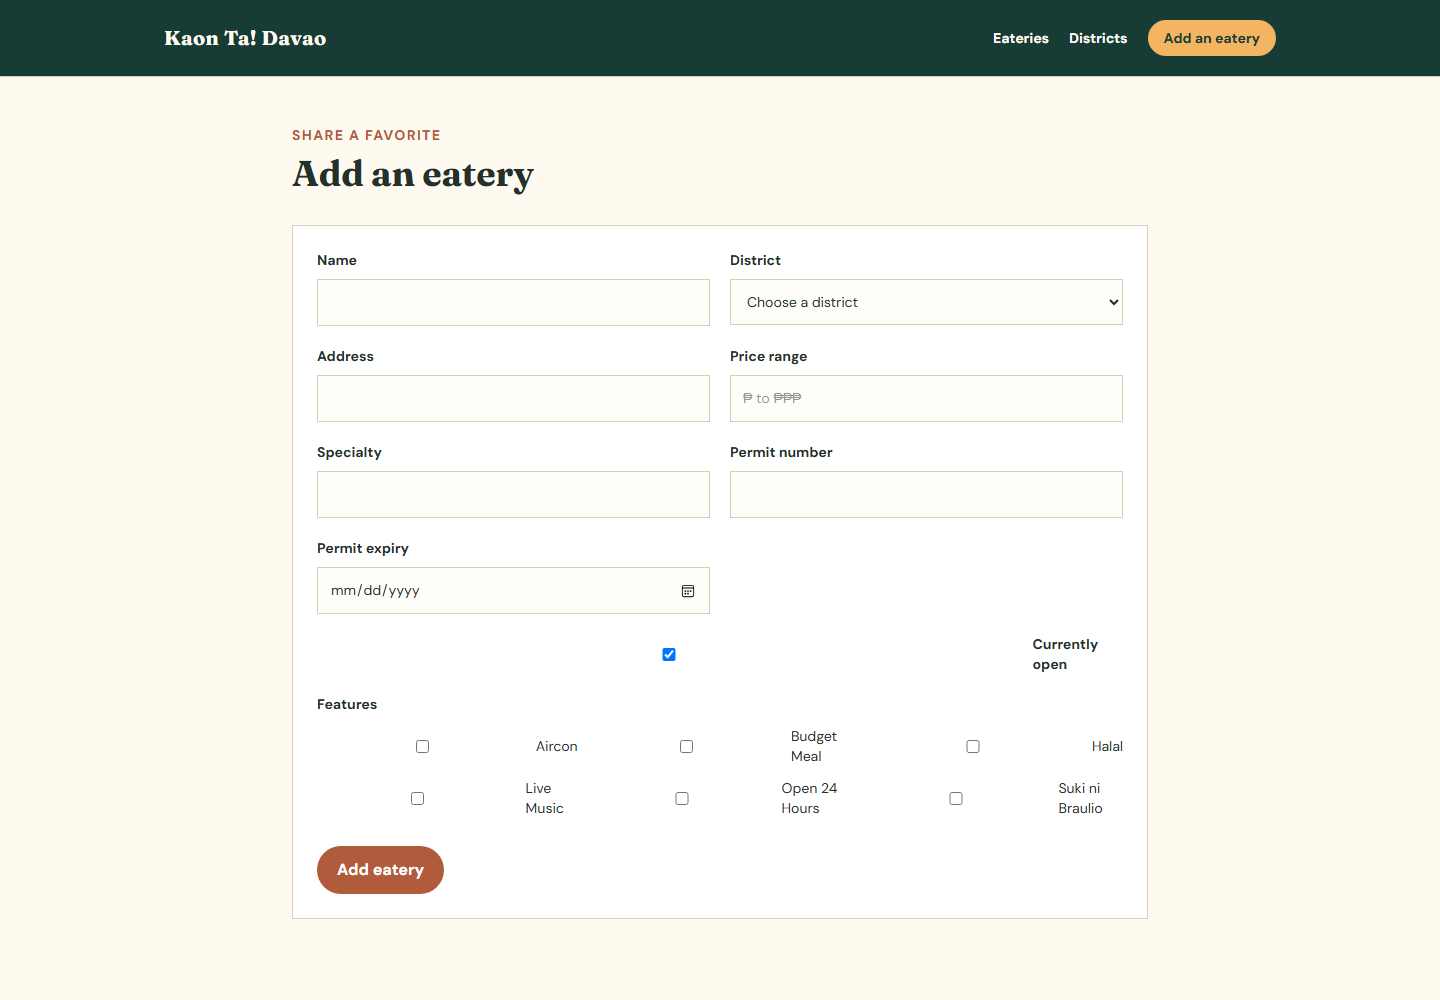 Kaon Ta! Davao
Eateries
Districts
Add an eatery
SHARE A FAVORITE
Add an eatery
Name
District
Choose a district
Address
Price range
₱ to ₱₱₱
Specialty
Permit number
Permit expiry
mm/dd/yyyy
Currently
open
Features
Aircon
Budget
Meal
Halal
Live
Music
Open 24
Hours
Suki ni
Braulio
Add eatery